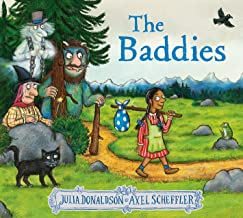 The
Baddies
JULIA DONALDSON • AXEL SCHEFFLER